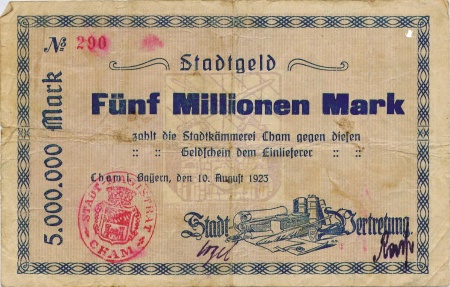 № 290
Stadtgeld
Fünf Millionen Mark
zahlt die Stadtkämmerei Cham gegen diesen
:: :: Geldschein dem Einlieferer :: ::
Cham i. Bayern, den 10. August 1923
5.000.000 Mark
STADTMAGISTRAT CHAM
Stadt Vertretung